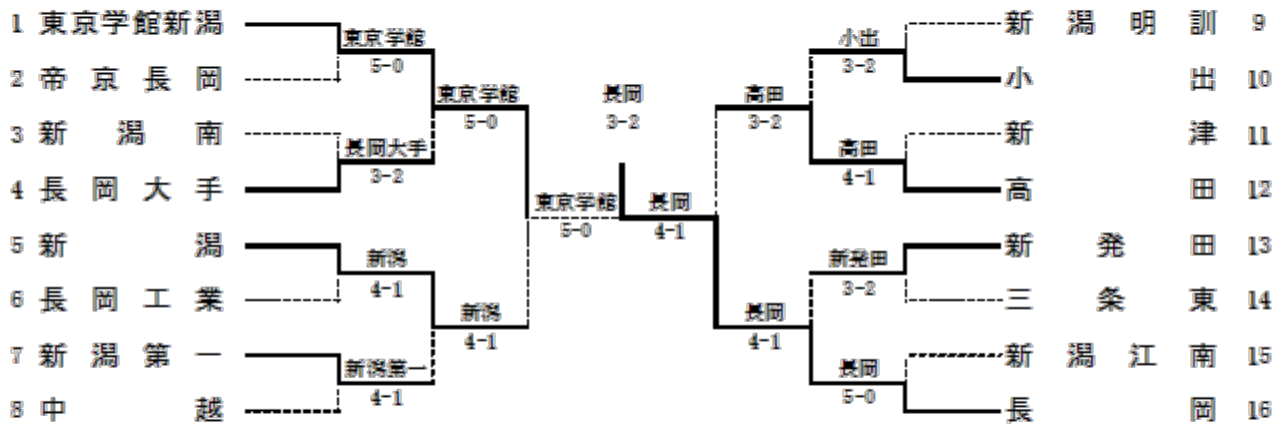 1 東京学館新潟
2 帝京長岡
3 新潟南
4 長岡大手
5 新潟
6 長岡工業
7 新潟第一
8 中越
東京学館
5-0
長岡大手
3-2
新潟
4-1
新潟第一
4-1
東京学館
5-0
新潟
4-1
東京学館
5-0
長岡
3-2
長岡
4-1
高田
3-2
長岡
4-1
小出
3-2
高田
4-1
新発田
3-2
長岡
5-0
新潟明訓 9
小出 10
新津 11
高田 12
新発田 13
三条東 14
新潟江南 15
長岡 16